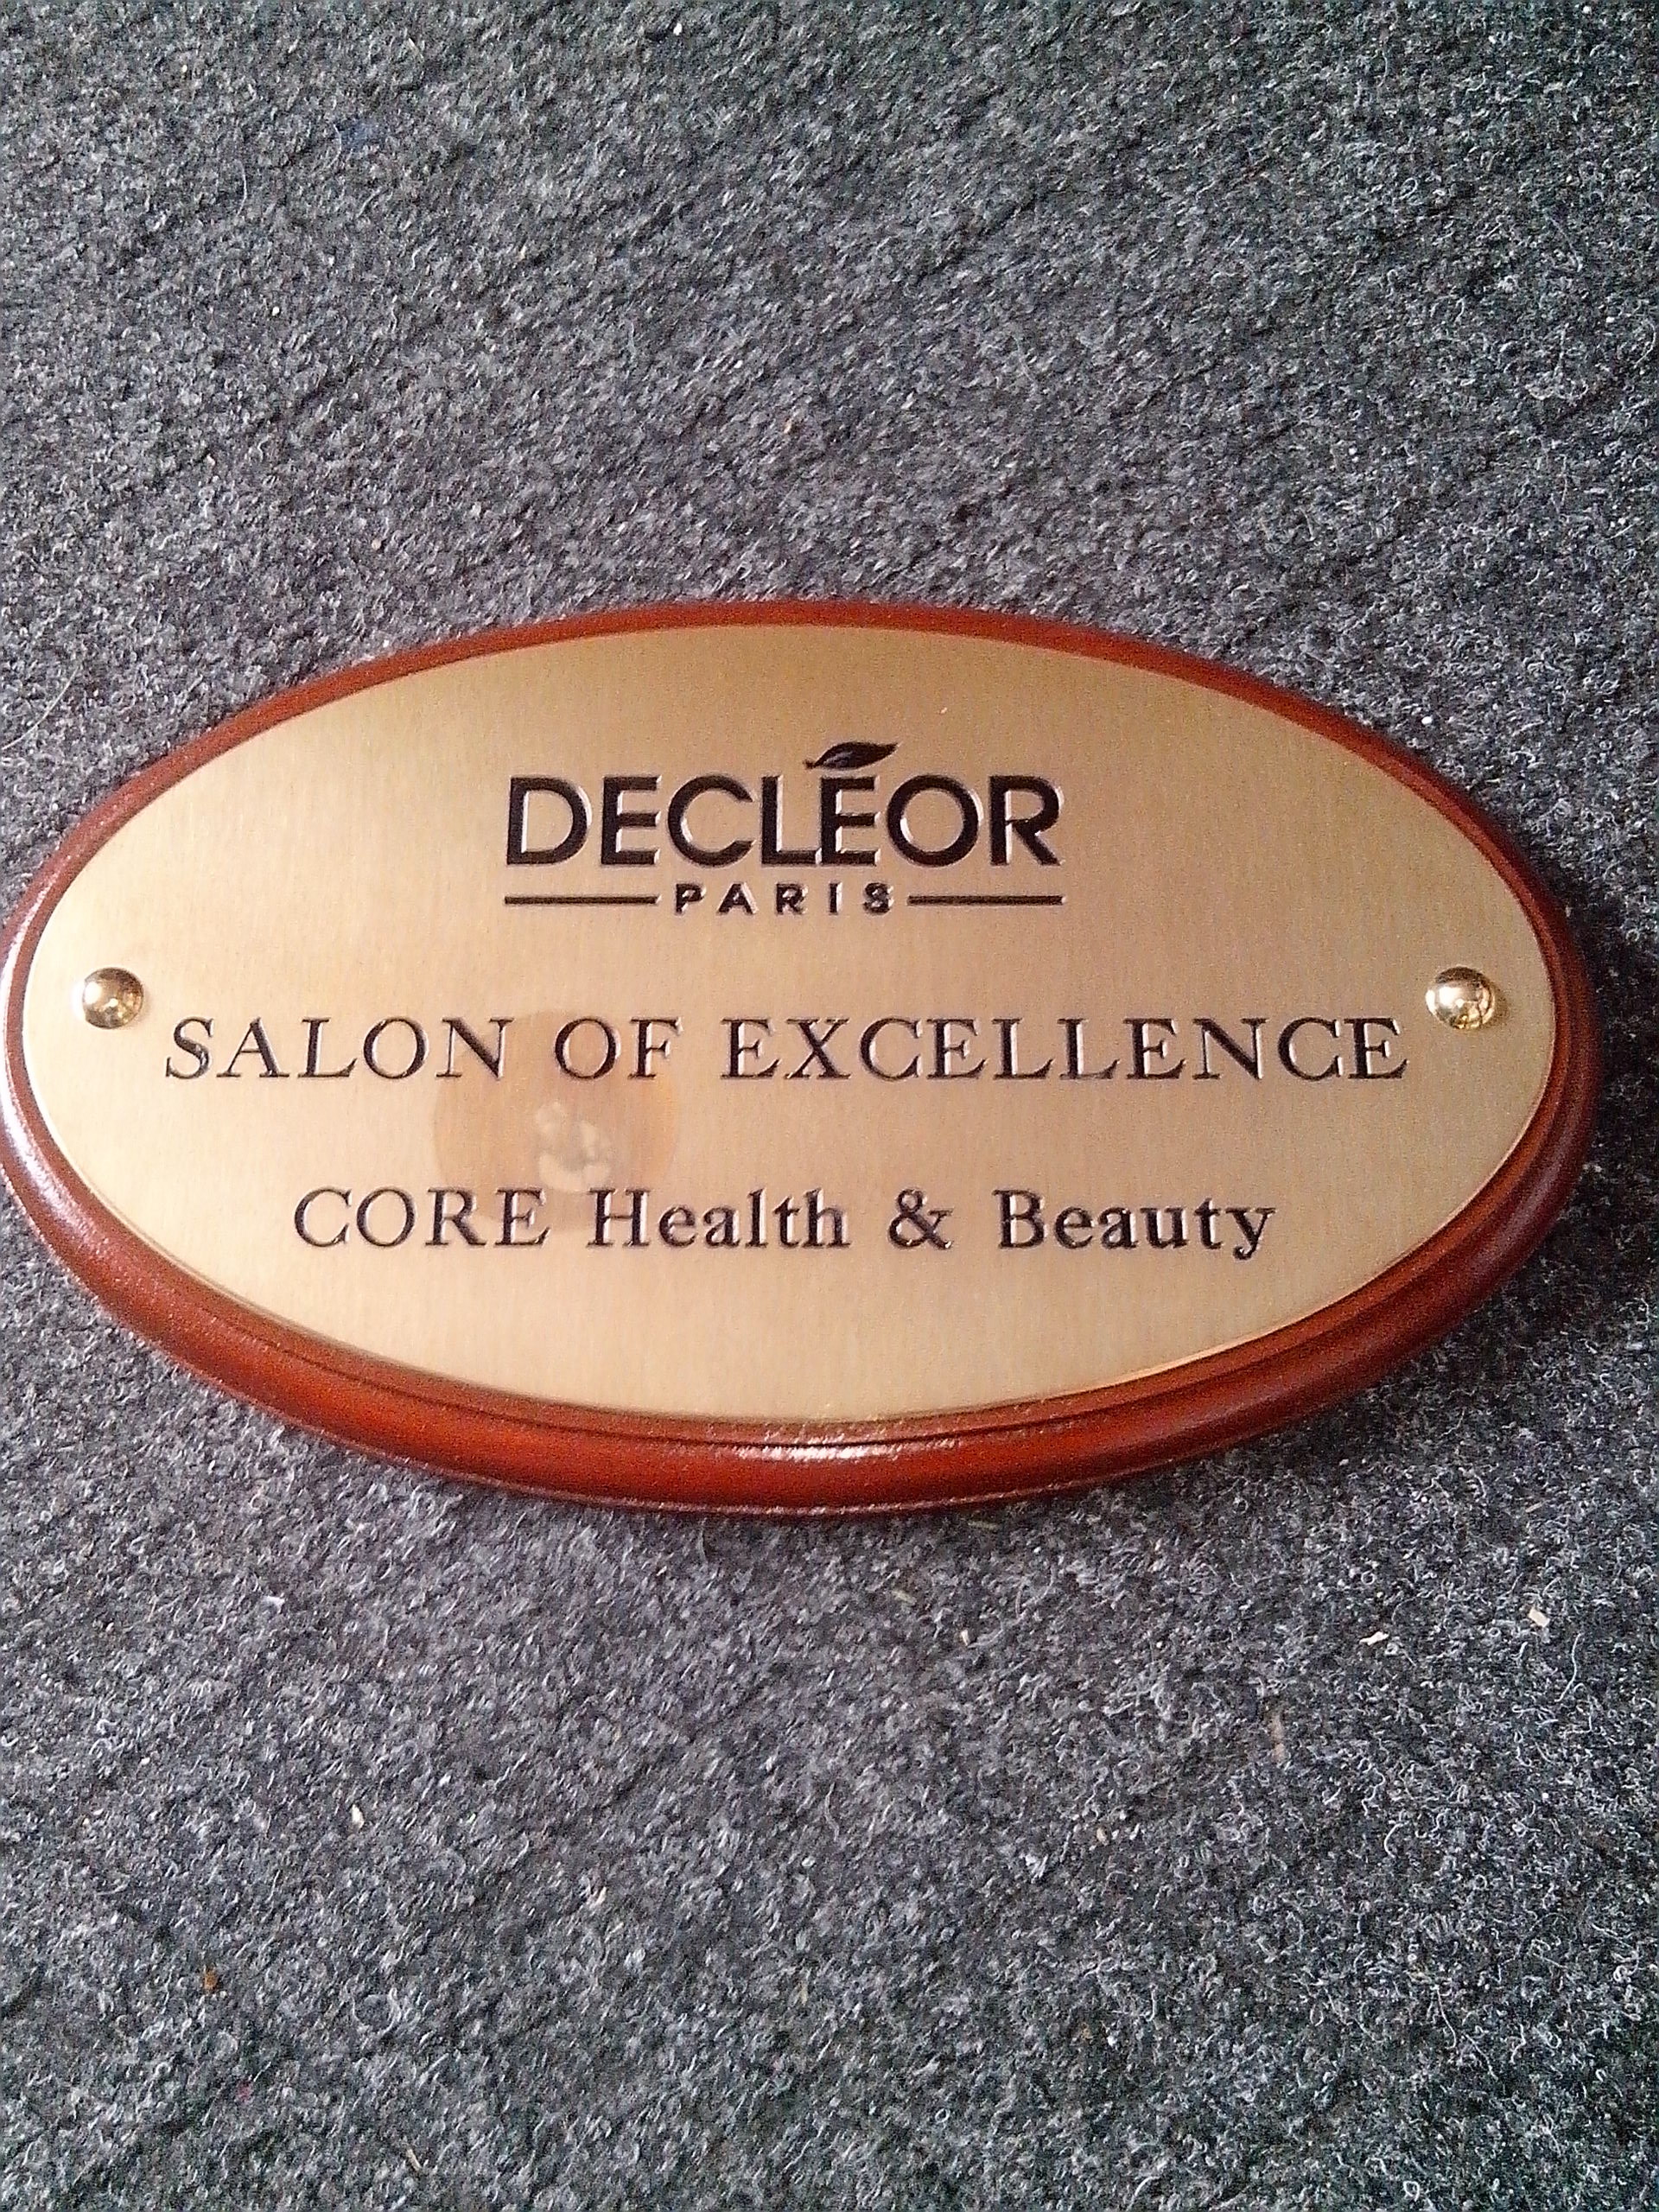 DECLÉOR
PARIS
SALON OF EXCELLENCE
CORE Health & Beauty